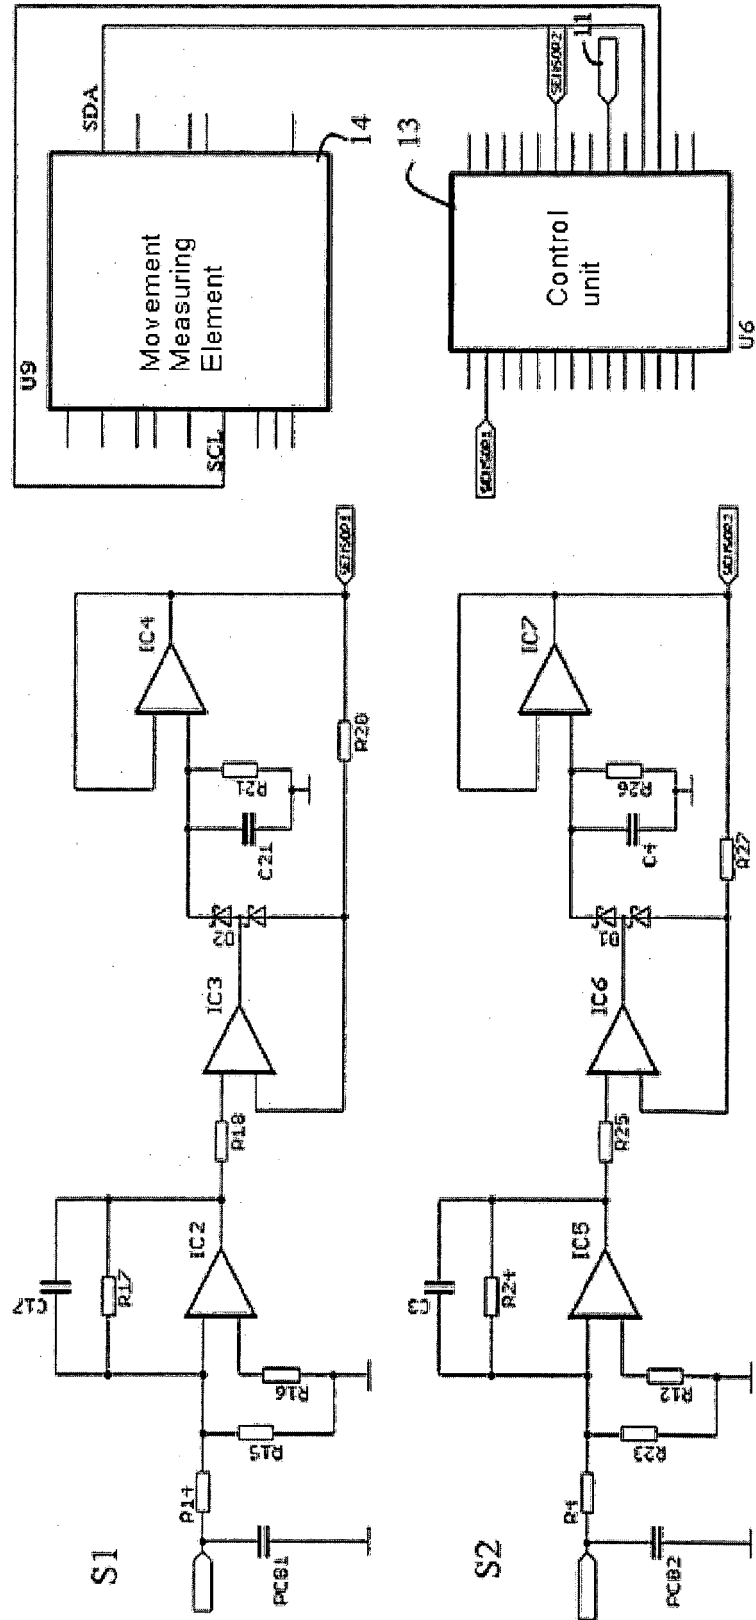 SDA
SENSOR2
11
14
13
U9
Movement
Measuring
Element
Control
unit
U6
SCL
SENSOR1
SENSOR1
SENSOR2
IC4
R21
R20
C21
D2
IC3
R18
C17
R17
IC2
R16
R15
R14
S1
PCB1
IC7
R26
C4
R27
D1
IC6
R25
C3
R24
IC5
R12
R23
R4
S2
PCB2